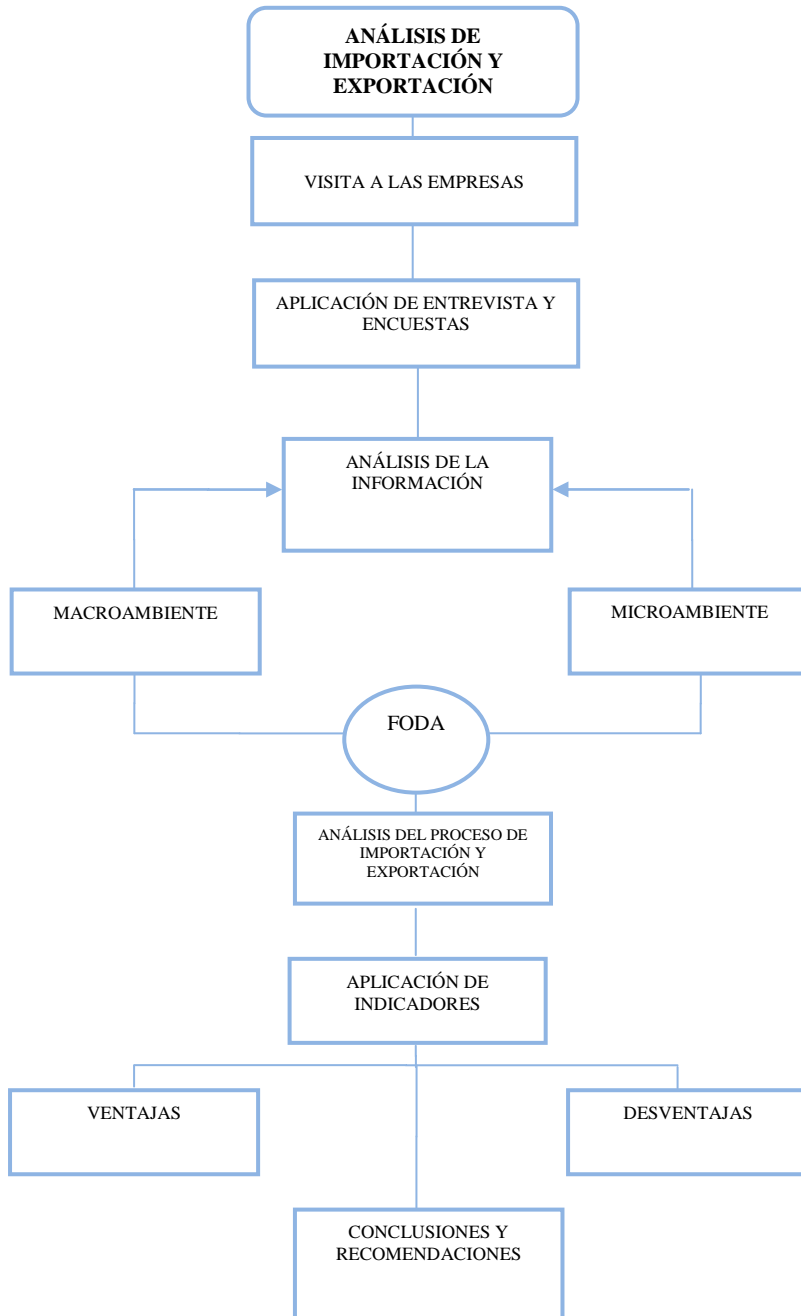 ANÁLISIS DE
IMPORTACIÓN Y
EXPORTACIÓN
VISITA A LAS EMPRESAS
APLICACIÓN DE ENTREVISTA Y
ENCUESTAS
ANÁLISIS DE LA
INFORMACIÓN
MACROAMBIENTE
MICROAMBIENTE
FODA
ANÁLISIS DEL PROCESO DE
IMPORTACIÓN Y
EXPORTACIÓN
APLICACIÓN DE
INDICADORES
VENTAJAS
DESVENTAJAS
CONCLUSIONES Y
RECOMENDACIONES